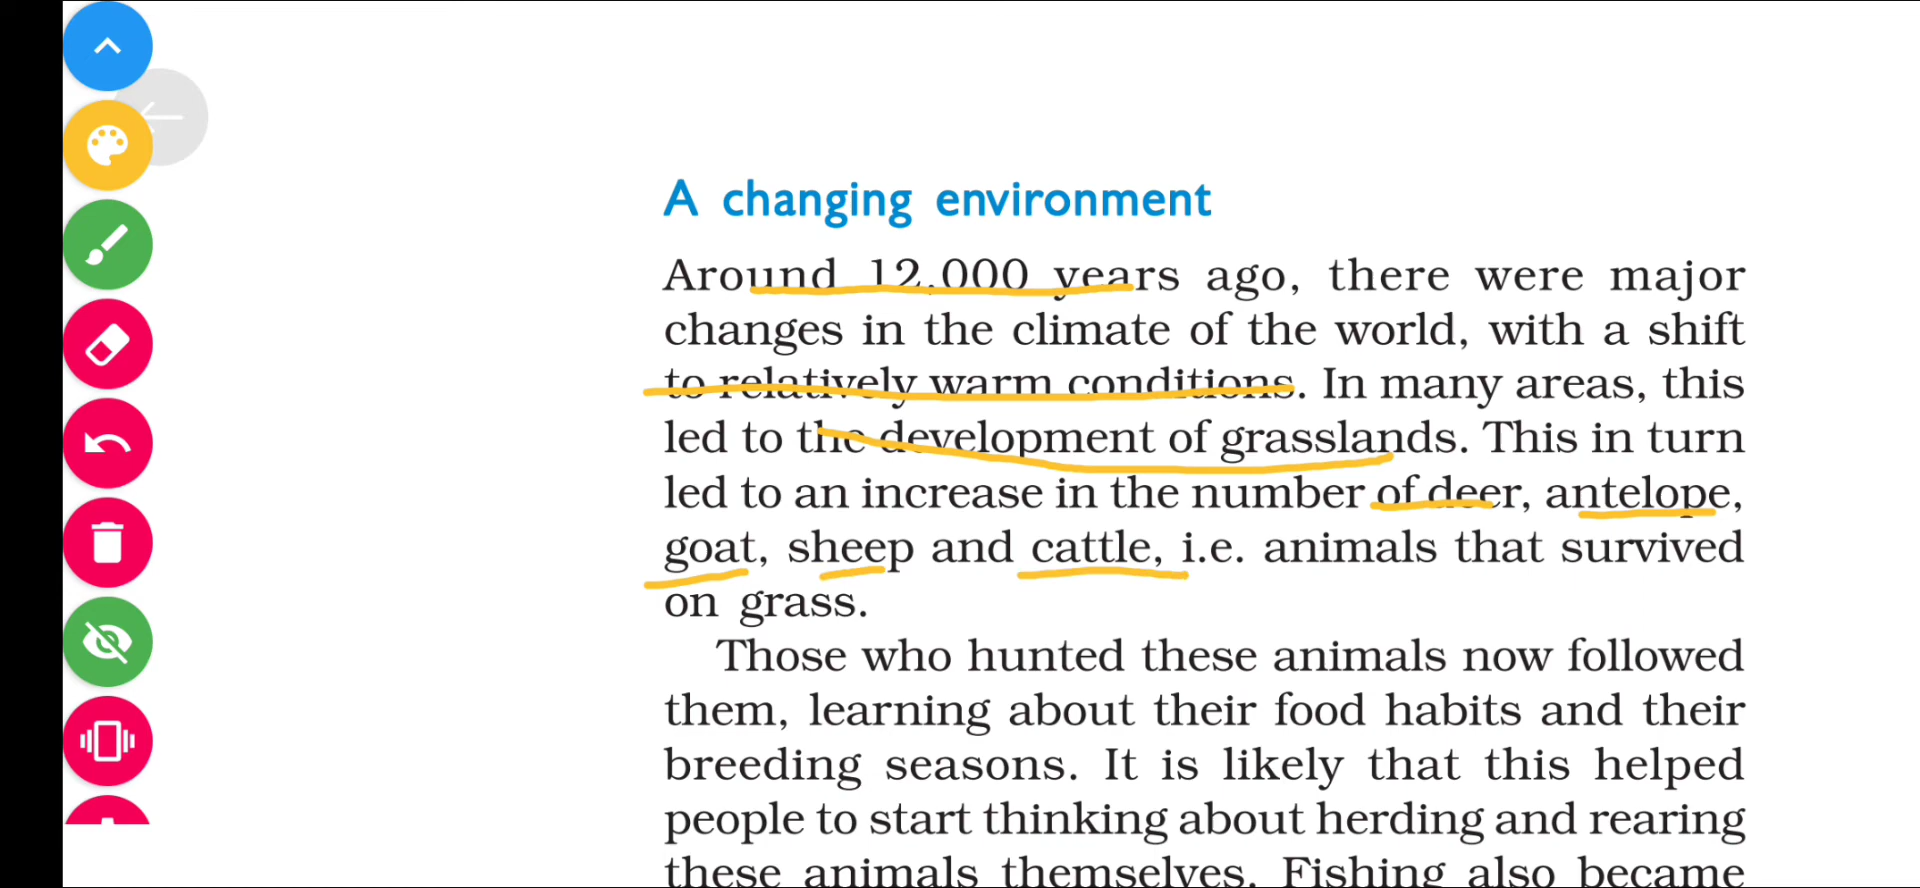 A changing environment
Around 12,000 years ago, there were major
changes in the climate of the world, with a shift
to relatively warm conditions. In many areas, this
led to the development of grasslands. This in turn
led to an increase in the number of deer, antelope,
goat, sheep and cattle, i.e. animals that survived
on grass.
Those who hunted these animals now followed
them, learning about their food habits and their
breeding seasons. It is likely that this helped
people to start thinking about herding and rearing
these animals themselves. Fishing also became